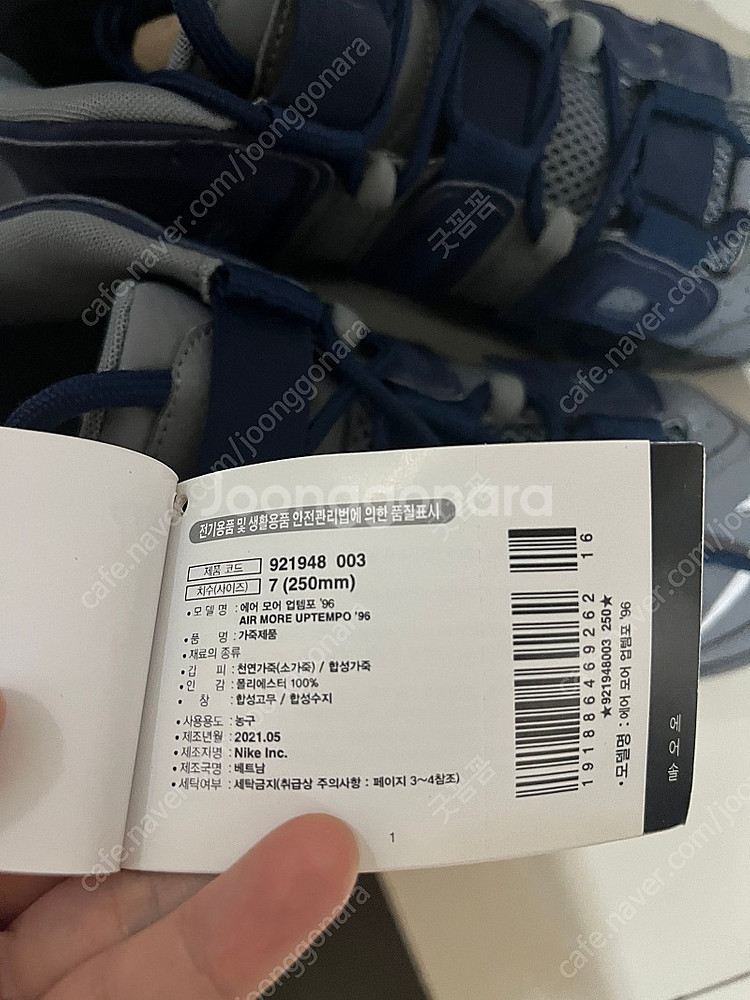 전기용품 및 생활용품 안전관리법에 의한 품질표시
제품 코드 921948 003
치수(사이즈) 7 (250mm)
• 모 델 명 : 에어 모어 업템포 '96
AIR MORE UPTEMPO '96
• 품 명 : 가죽제품
• 재료의 종류
• 겉 피 : 천연가죽(소가죽) / 합성가죽
• 안 감 : 폴리에스터 100%
• 창 : 합성고무 / 합성수지
• 사용용도 : 농구
• 제조년월 : 2021.05
• 제조자명 : Nike Inc.
• 제조국명 : 베트남
• 세탁여부 : 세탁금지(취급상 주의사항 : 페이지 3~4참조)
1
16
191886469262
★921948003 250★
• 모델명 : 에어 모어 업템포 '96
에어솔
Joonggonara
cafe.naver.com/joonggonara
굿꼼꼼